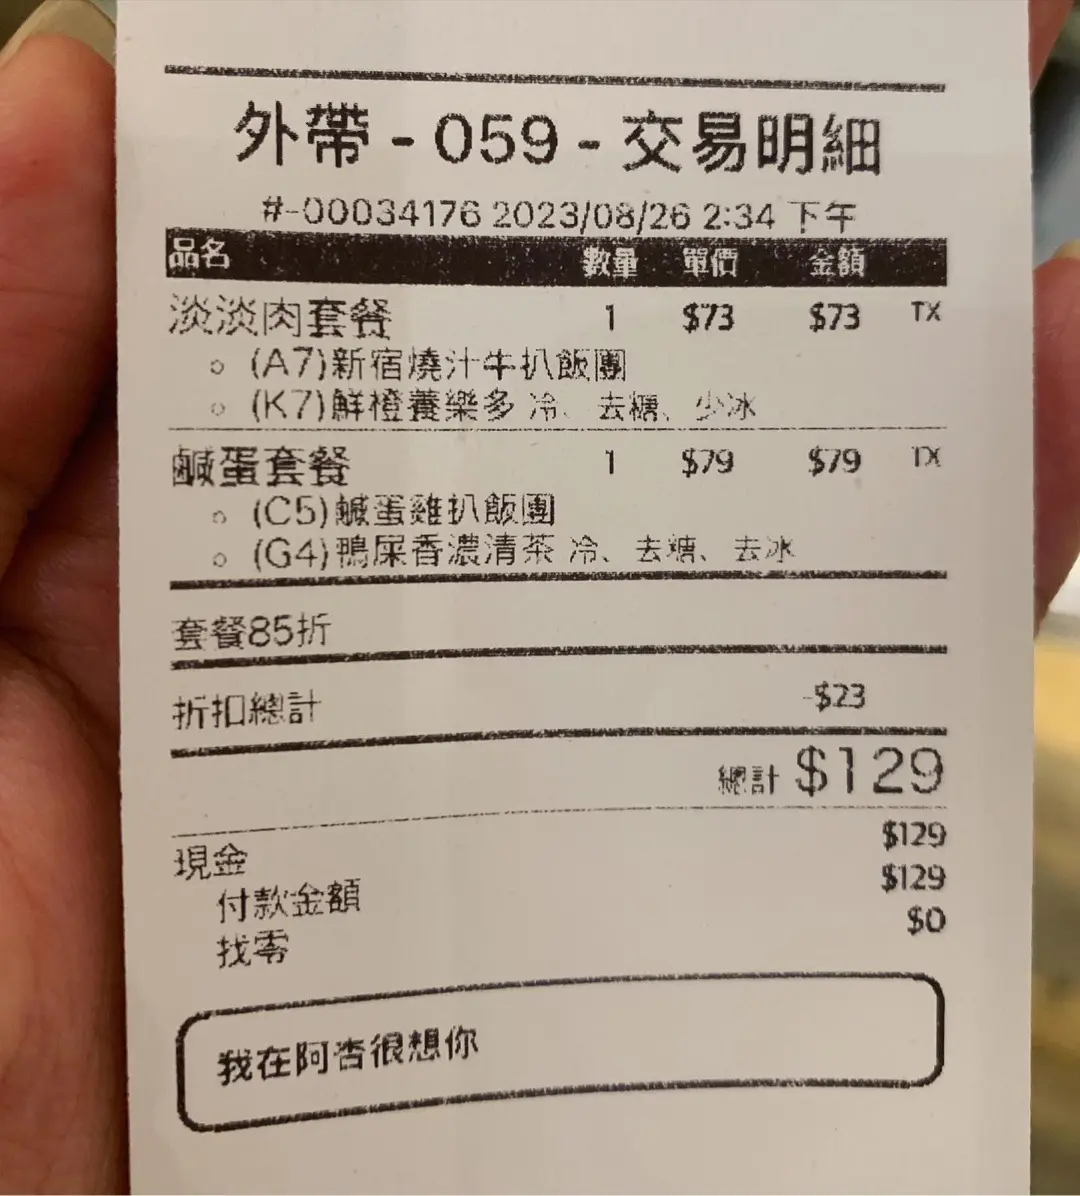 外帶 - 059 - 交易明細
#-00034176 2023/08/26 2:34 下午
品名 數量 單價 金額
淡淡肉套餐 1 $73 $73 TX
(A7)新宿燒汁牛扒飯團
(K7)鮮橙養樂多 冷、去糖、少冰
鹹蛋套餐 1 $79 $79 TX
(C5)鹹蛋雞扒飯團
(G4)鴨屎香濃清茶 冷、去糖、去冰
套餐85折
折扣總計 -$23
總計 $129
現金 $129
付款金額 $129
找零 $0
我在阿杏很想你